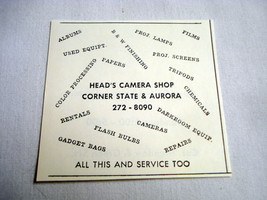 ALBUMS
B & W FINISHING
PROJ. LAMPS
FILMS
USED EQUIPT.
PROJ. SCREENS
COLOR PROCESSING
PAPERS
TRIPODS
HEAD'S CAMERA SHOP
CORNER STATE & AURORA
272 - 8090
CHEMICALS
RENTALS
DARKROOM EQUIP.
FLASH BULBS
CAMERAS
GADGET BAGS
REPAIRS
ALL THIS AND SERVICE TOO